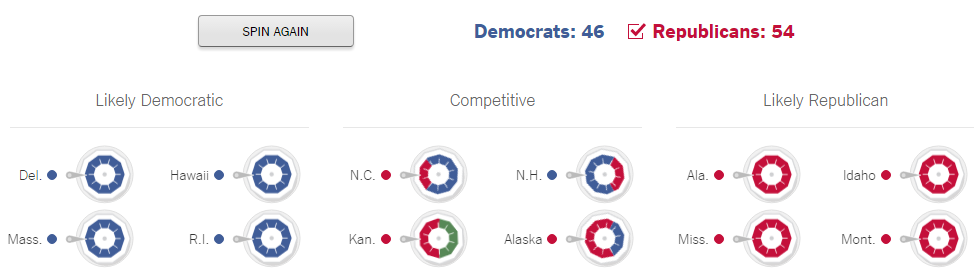 SPIN AGAIN Democrats: 46 Republicans: 54
Likely Democratic Competitive Likely Republican
Del. Hawaii N.C. N.H. Ala. Idaho
Mass. R.I. Kan. Alaska Miss. Mont.